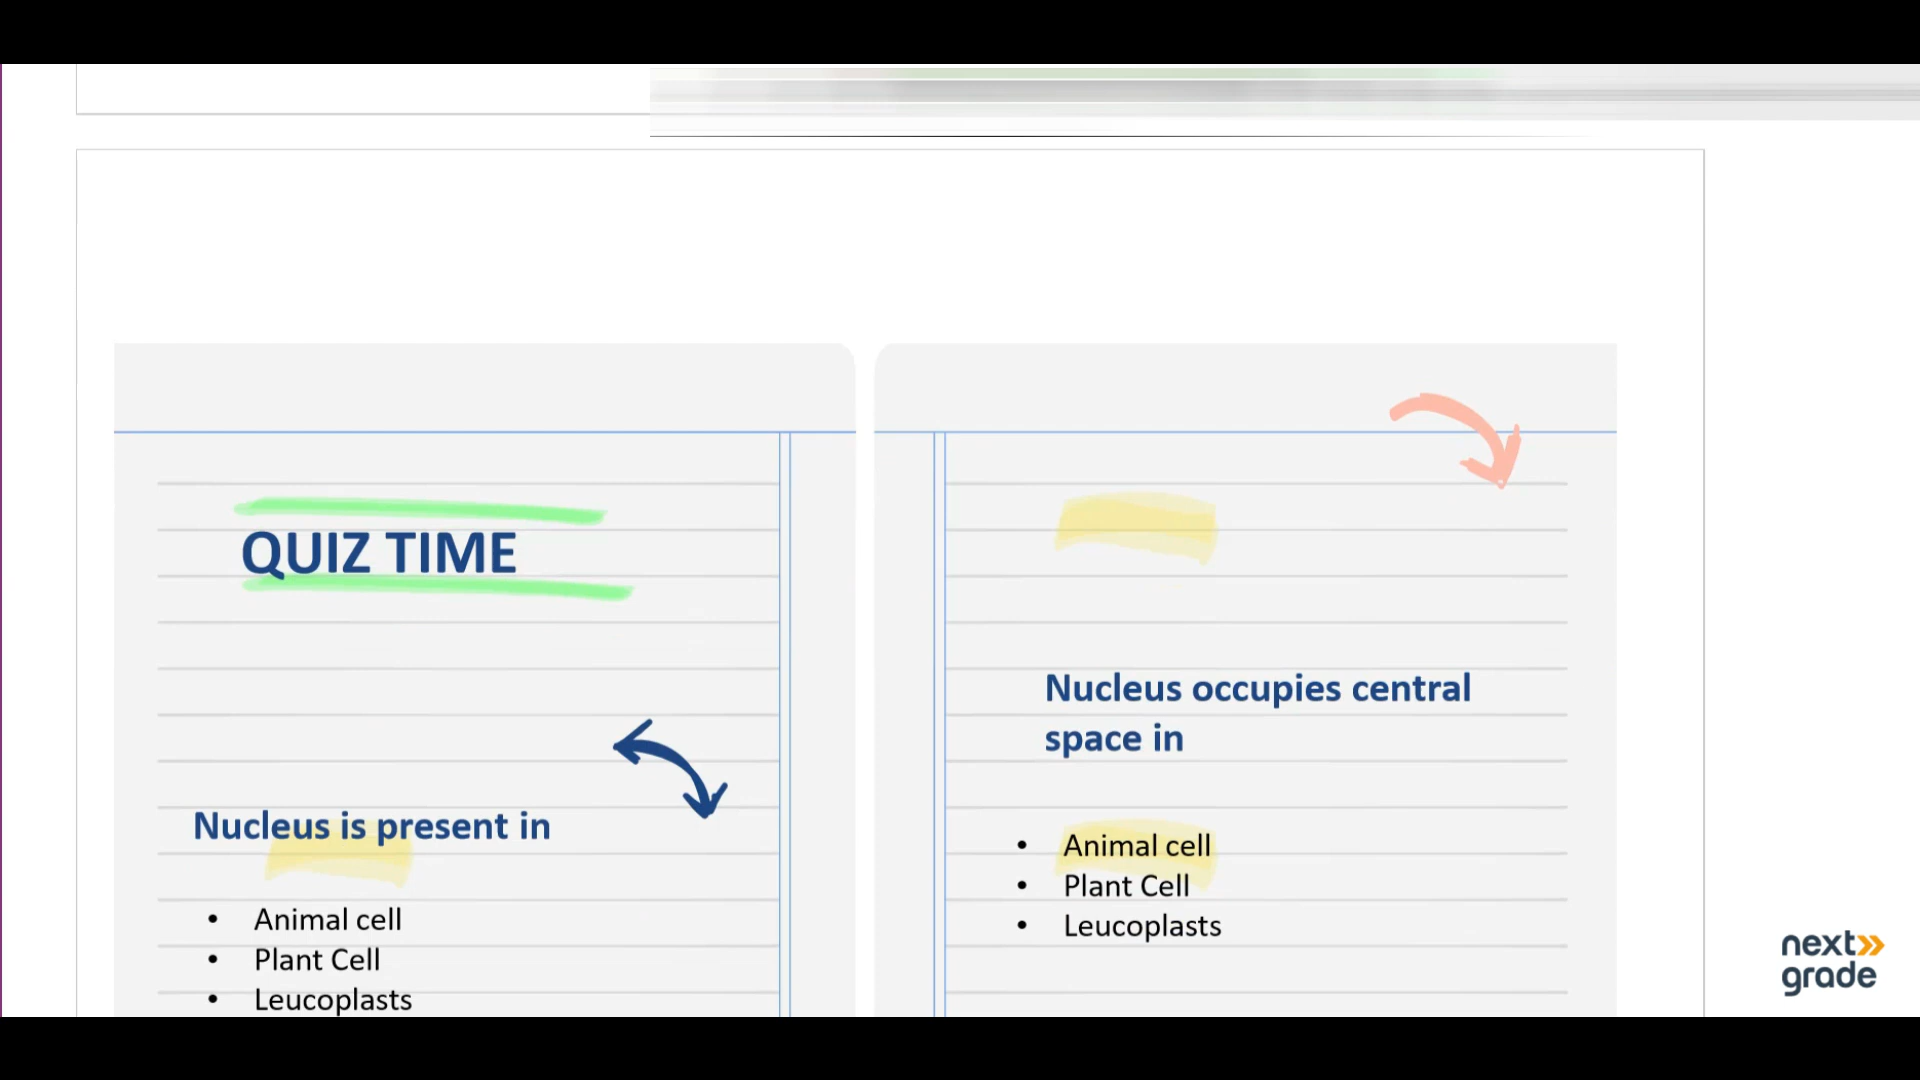 QUIZ TIME
Nucleus is present in
• Animal cell
• Plant Cell
• Leucoplasts
Nucleus occupies central
space in
• Animal cell
• Plant Cell
• Leucoplasts
next
grade